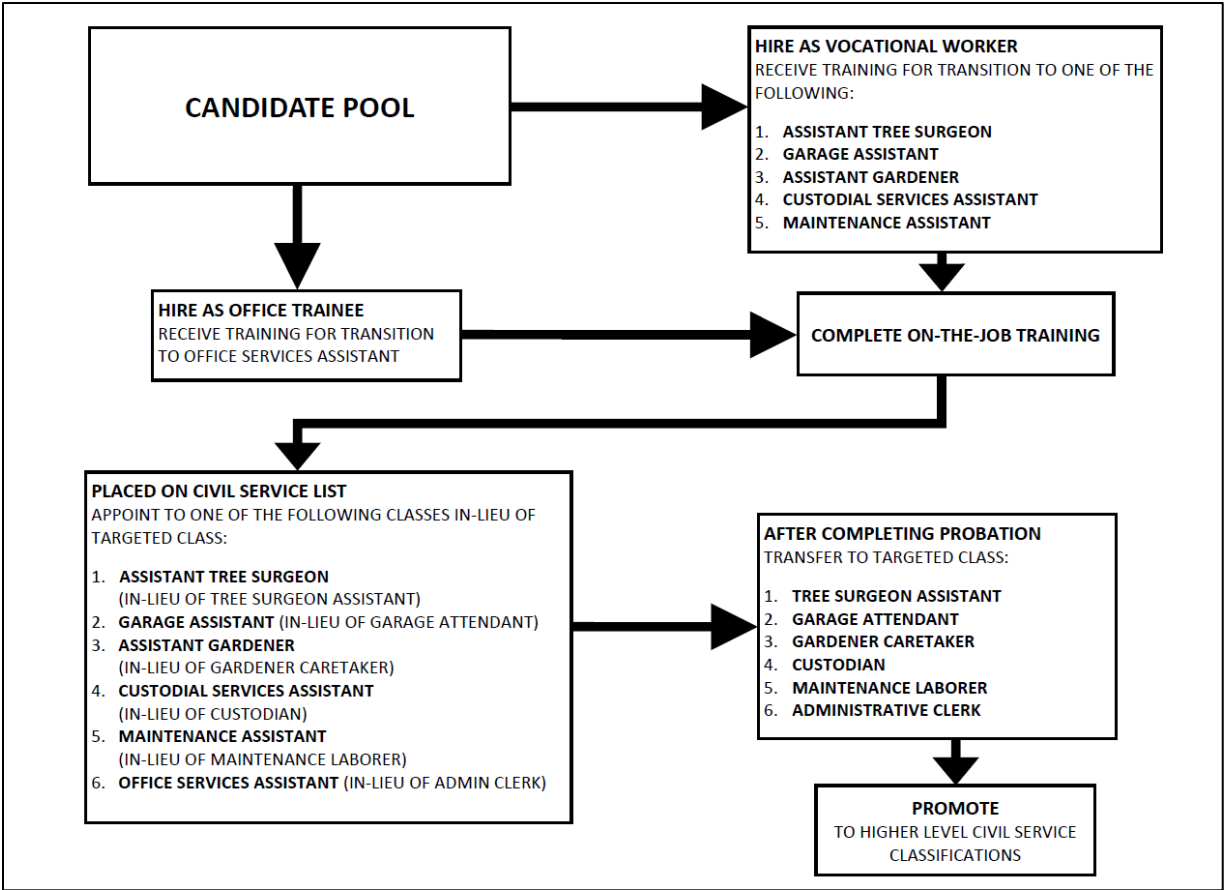 CANDIDATE POOL
HIRE AS VOCATIONAL WORKER
RECEIVE TRAINING FOR TRANSITION TO ONE OF THE
FOLLOWING:
1. ASSISTANT TREE SURGEON
2. GARAGE ASSISTANT
3. ASSISTANT GARDENER
4. CUSTODIAL SERVICES ASSISTANT
5. MAINTENANCE ASSISTANT
HIRE AS OFFICE TRAINEE
RECEIVE TRAINING FOR TRANSITION
TO OFFICE SERVICES ASSISTANT
COMPLETE ON-THE-JOB TRAINING
PLACED ON CIVIL SERVICE LIST
APPOINT TO ONE OF THE FOLLOWING CLASSES IN-LIEU OF
TARGETED CLASS:
1. ASSISTANT TREE SURGEON
(IN-LIEU OF TREE SURGEON ASSISTANT)
2. GARAGE ASSISTANT (IN-LIEU OF GARAGE ATTENDANT)
3. ASSISTANT GARDENER
(IN-LIEU OF GARDENER CARETAKER)
4. CUSTODIAL SERVICES ASSISTANT
(IN-LIEU OF CUSTODIAN)
5. MAINTENANCE ASSISTANT
(IN-LIEU OF MAINTENANCE LABORER)
6. OFFICE SERVICES ASSISTANT (IN-LIEU OF ADMIN CLERK)
AFTER COMPLETING PROBATION
TRANSFER TO TARGETED CLASS:
1. TREE SURGEON ASSISTANT
2. GARAGE ATTENDANT
3. GARDENER CARETAKER
4. CUSTODIAN
5. MAINTENANCE LABORER
6. ADMINISTRATIVE CLERK
PROMOTE
TO HIGHER LEVEL CIVIL SERVICE
CLASSIFICATIONS